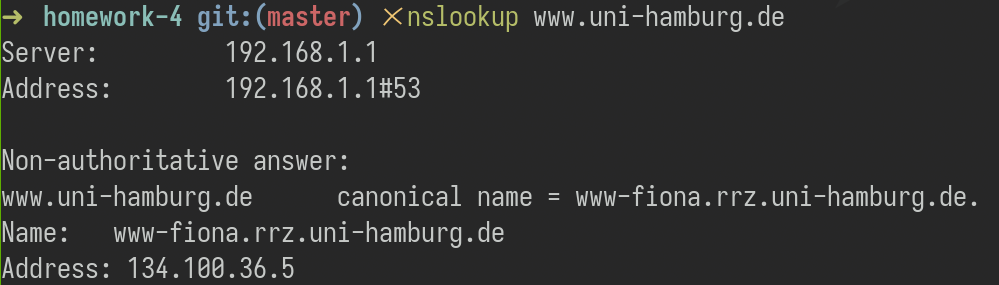 ➜ homework-4 git:(master) ✗nslookup www.uni-hamburg.de
Server: 192.168.1.1
Address: 192.168.1.1#53
Non-authoritative answer:
www.uni-hamburg.de canonical name = www-fiona.rrz.uni-hamburg.de.
Name: www-fiona.rrz.uni-hamburg.de
Address: 134.100.36.5